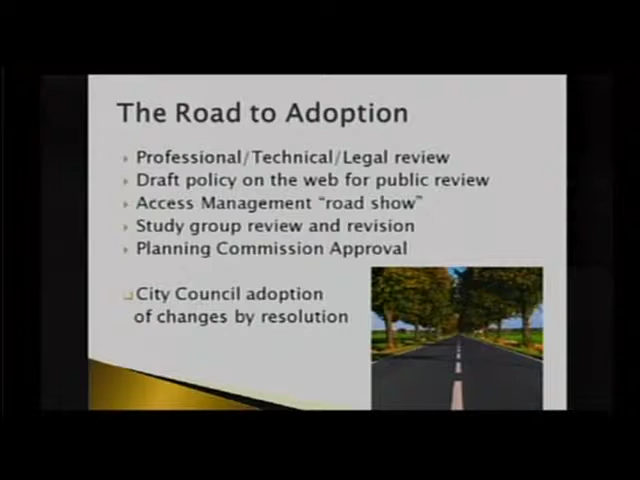 The Road to Adoption
Professional/Technical/Legal review
Draft policy on the web for public review
Access Management “road show”
Study group review and revision
Planning Commission Approval
City Council adoption
of changes by resolution